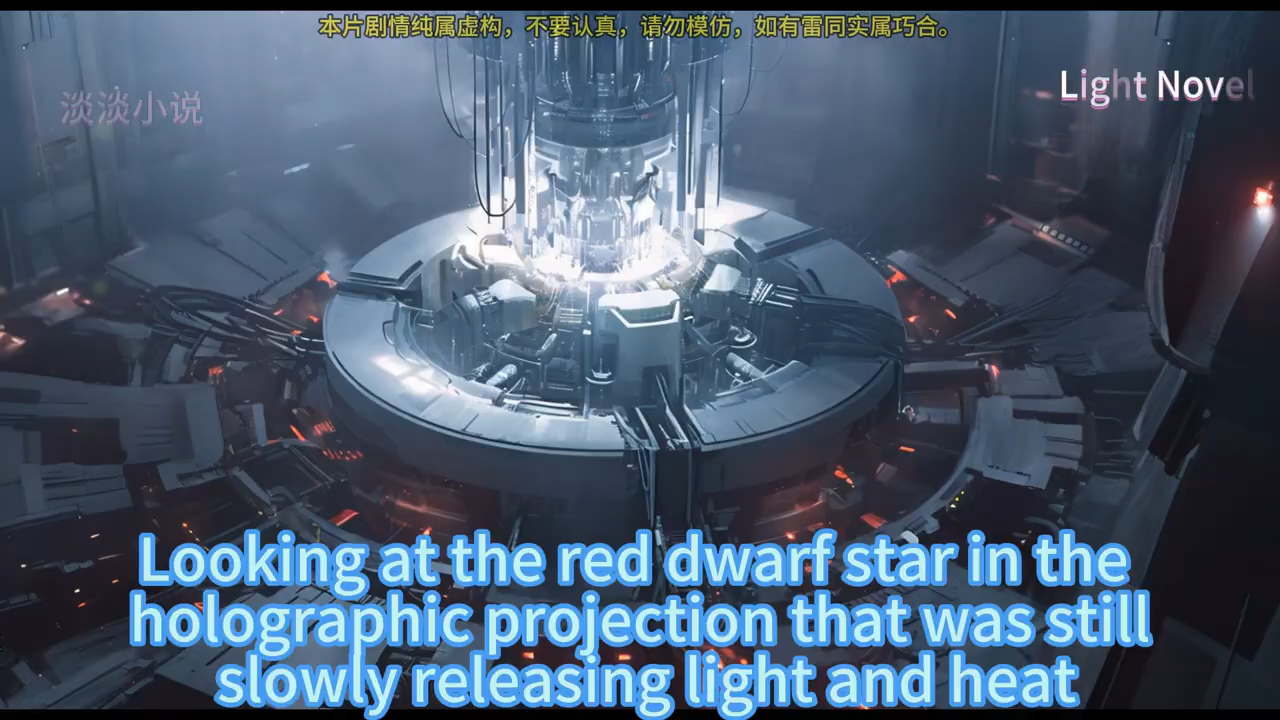 本片剧情纯属虚构，不要认真，请勿模仿，如有雷同实属巧合。
淡淡小说
Light Novel
Looking at the red dwarf star in the
holographic projection that was still
slowly releasing light and heat